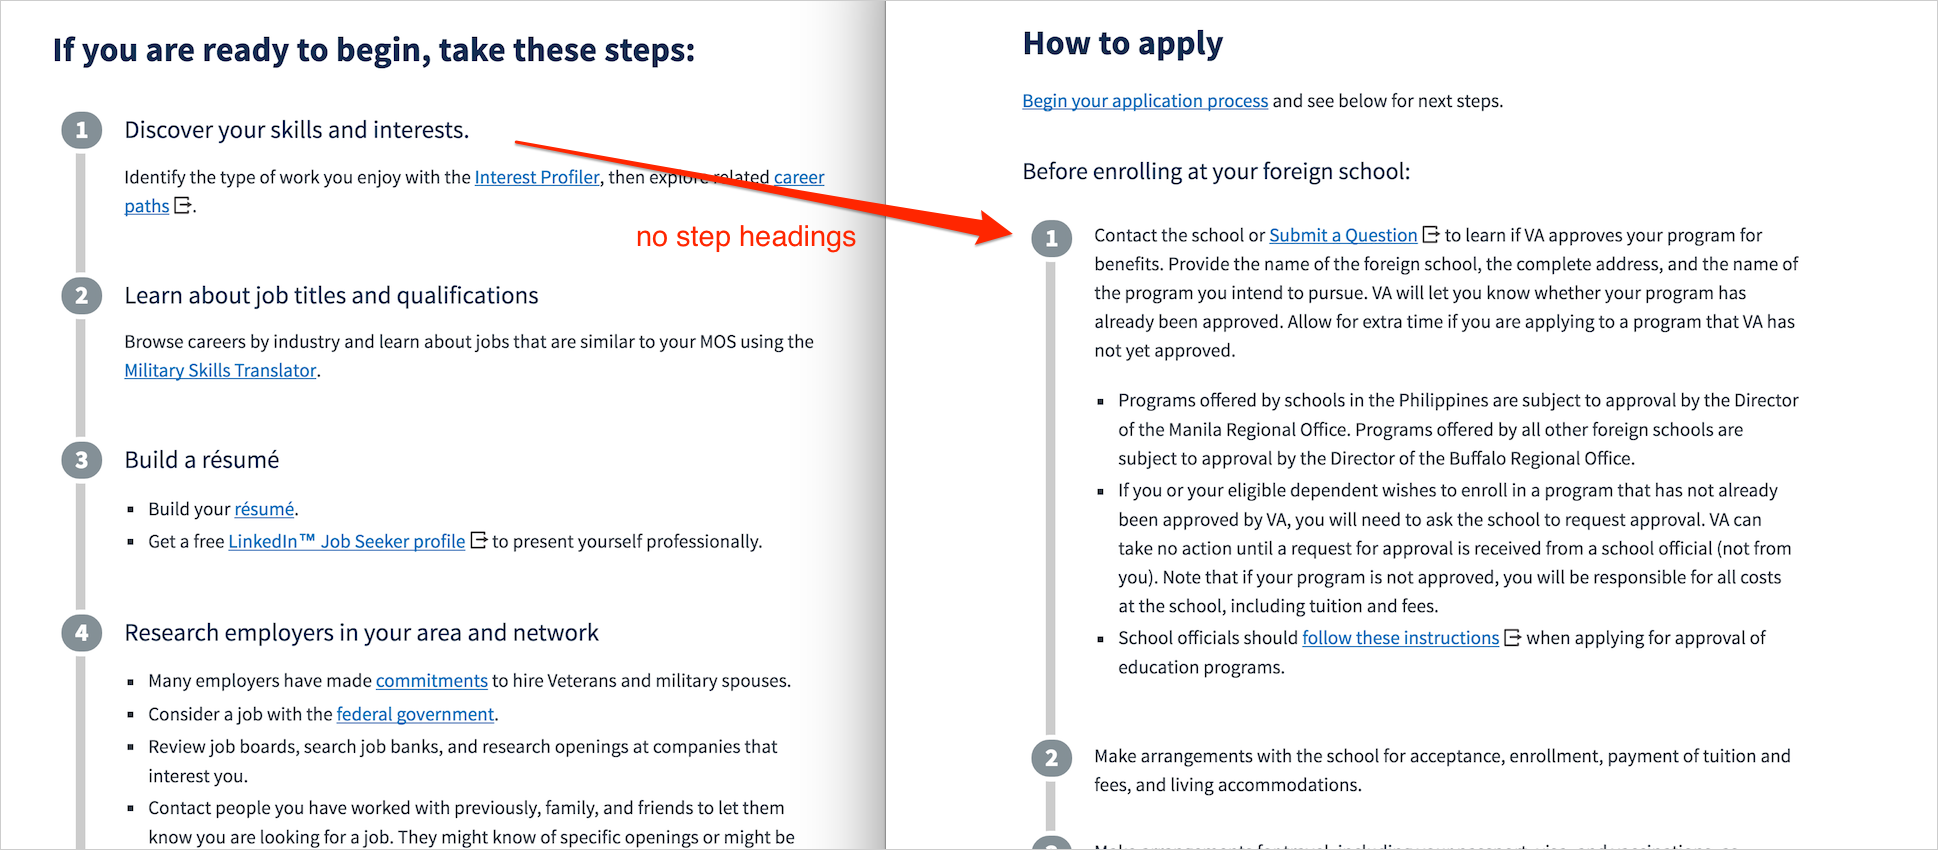 If you are ready to begin, take these steps:
1
Discover your skills and interests.
Identify the type of work you enjoy with the Interest Profiler, then explore related career
paths.
2
Learn about job titles and qualifications
Browse careers by industry and learn about jobs that are similar to your MOS using the
Military Skills Translator.
3
Build a résumé
Build your résumé.
Get a free LinkedIn™ Job Seeker profile to present yourself professionally.
4
Research employers in your area and network
Many employers have made commitments to hire Veterans and military spouses.
Consider a job with the federal government.
Review job boards, search job banks, and research openings at companies that
interest you.
Contact people you have worked with previously, family, and friends to let them
know you are looking for a job. They might know of specific openings or might be
no step headings
How to apply
Begin your application process and see below for next steps.
Before enrolling at your foreign school:
1
Contact the school or Submit a Question to learn if VA approves your program for
benefits. Provide the name of the foreign school, the complete address, and the name of
the program you intend to pursue. VA will let you know whether your program has
already been approved. Allow for extra time if you are applying to a program that VA has
not yet approved.
Programs offered by schools in the Philippines are subject to approval by the Director
of the Manila Regional Office. Programs offered by all other foreign schools are
subject to approval by the Director of the Buffalo Regional Office.
If you or your eligible dependent wishes to enroll in a program that has not already
been approved by VA, you will need to ask the school to request approval. VA can
take no action until a request for approval is received from a school official (not from
you). Note that if your program is not approved, you will be responsible for all costs
at the school, including tuition and fees.
School officials should follow these instructions when applying for approval of
education programs.
2
Make arrangements with the school for acceptance, enrollment, payment of tuition and
fees, and living accommodations.